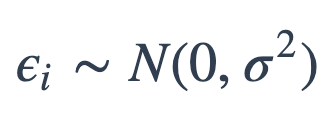 ϵᵢ ~ N(0, σ²)